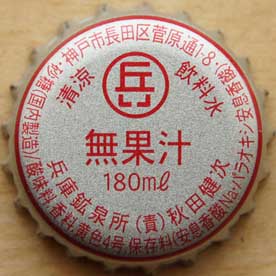 ・神戸市長田区菅原通1-8・
清涼
兵
飲料水
無果汁
180mℓ
兵庫鉱泉所(責)秋田健次
砂糖(国内製造)/酸味料・香料・黄色4号・保存料(安息香酸Na・パラオキシ安息香酸)